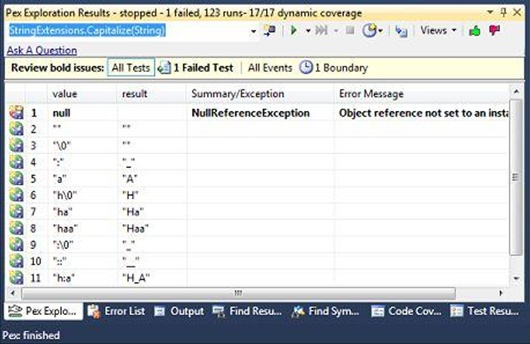 Pex Exploration Results - stopped - 1 failed, 123 runs- 17/17 dynamic coverage
StringExtensions.Capitalize(String)
Views
Ask A Question
Review bold issues: All Tests 1 Failed Test All Events 1 Boundary
value result Summary/Exception Error Message
1 null NullReferenceException Object reference not set to an insta
2 "" ""
3 "\0" ""
4 ":" "_"
5 "a" "A"
6 "h\0" "H"
7 "ha" "Ha"
8 "haa" "Haa"
9 ":\0" "_"
10 "::" "__"
11 "h:a" "H_A"
Pex Explo... Error List Output Find Resu... Find Sym... Code Cov... Test Resu...
Pex: finished